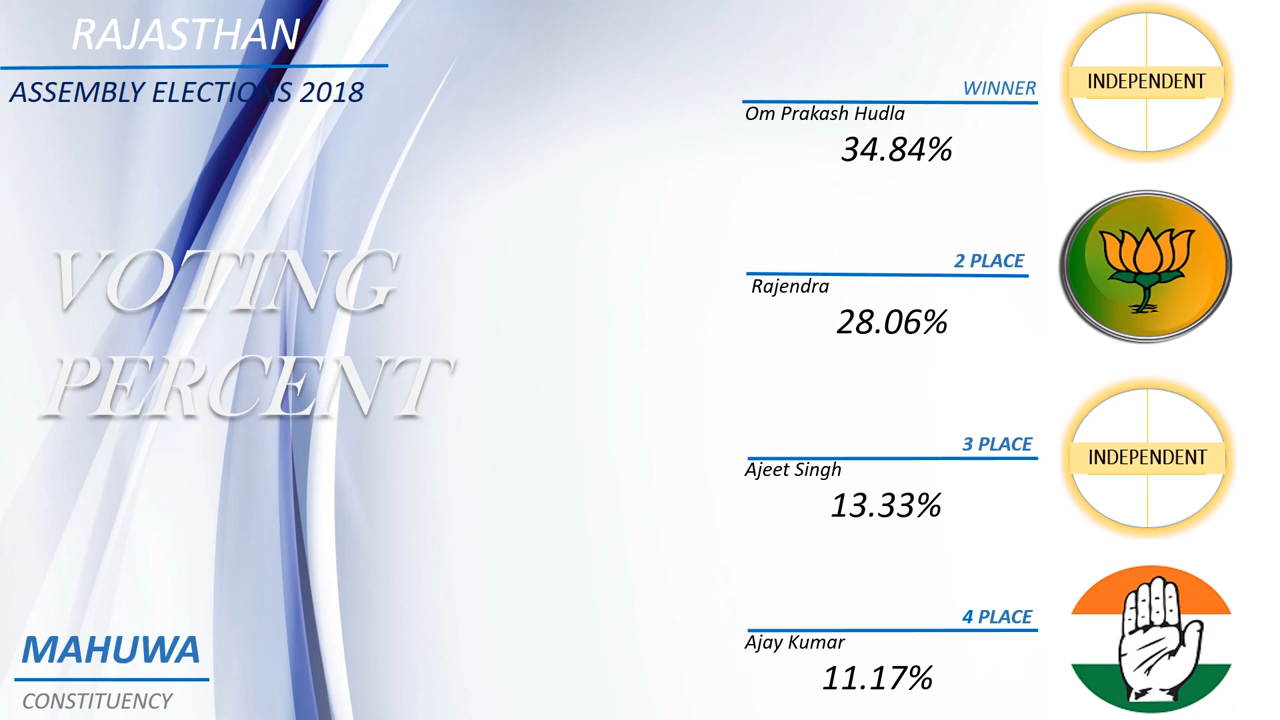 RAJASTHAN
ASSEMBLY ELECTIONS 2018
VOTING
PERCENT
MAHUWA
CONSTITUENCY
WINNER
Om Prakash Hudla
34.84%
INDEPENDENT
2 PLACE
Rajendra
28.06%
3 PLACE
Ajeet Singh
13.33%
INDEPENDENT
4 PLACE
Ajay Kumar
11.17%